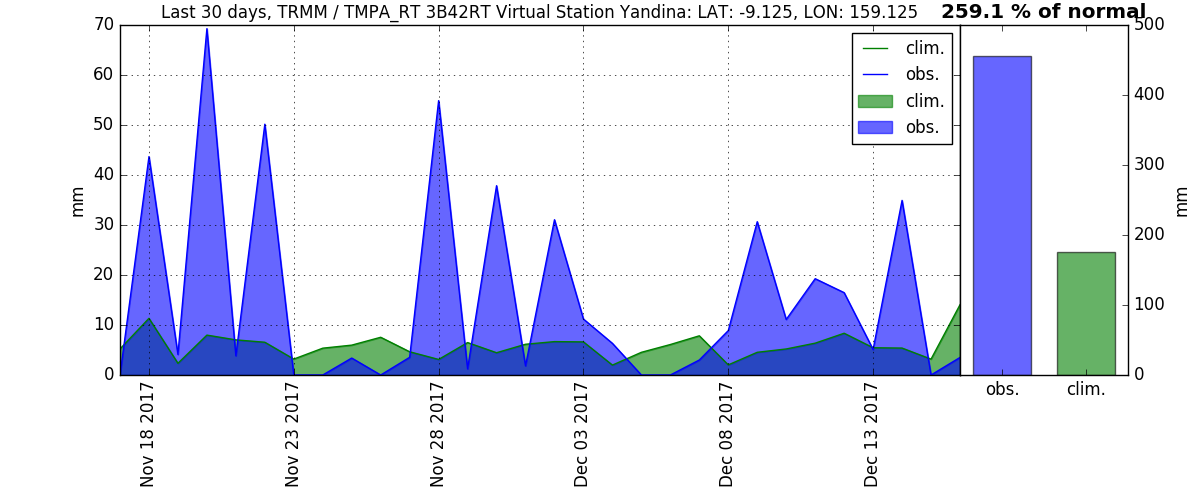 Last 30 days, TRMM / TMPA_RT 3B42RT Virtual Station Yandina: LAT: -9.125, LON: 159.125
259.1 % of normal
70
60
50
40
30
20
10
0
mm
clim.
obs.
clim.
obs.
Nov 18 2017
Nov 23 2017
Nov 28 2017
Dec 03 2017
Dec 08 2017
Dec 13 2017
500
400
300
200
100
0
mm
obs.
clim.